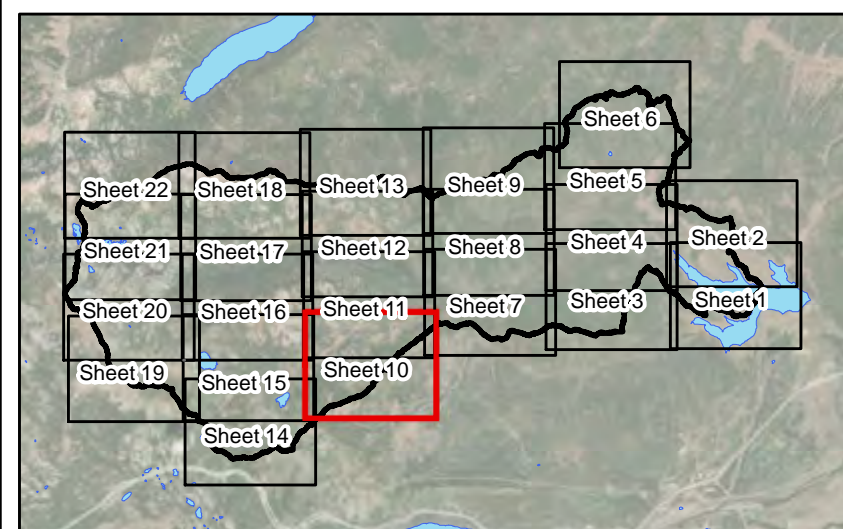 Sheet 6
Sheet 22
Sheet 18
Sheet 13
Sheet 9
Sheet 5
Sheet 2
Sheet 21
Sheet 17
Sheet 12
Sheet 8
Sheet 4
Sheet 20
Sheet 16
Sheet 11
Sheet 7
Sheet 3
Sheet 1
Sheet 19
Sheet 15
Sheet 10
Sheet 14